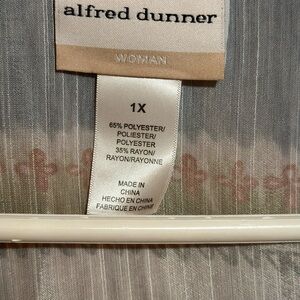 alfred dunner
WOMAN
1X
65% POLYESTER/
POLIESTER/
POLYESTER
35% RAYON/
RAYON/RAYONNE
MADE IN
CHINA
HECHO EN CHINA
FABRIQUE EN CHINE